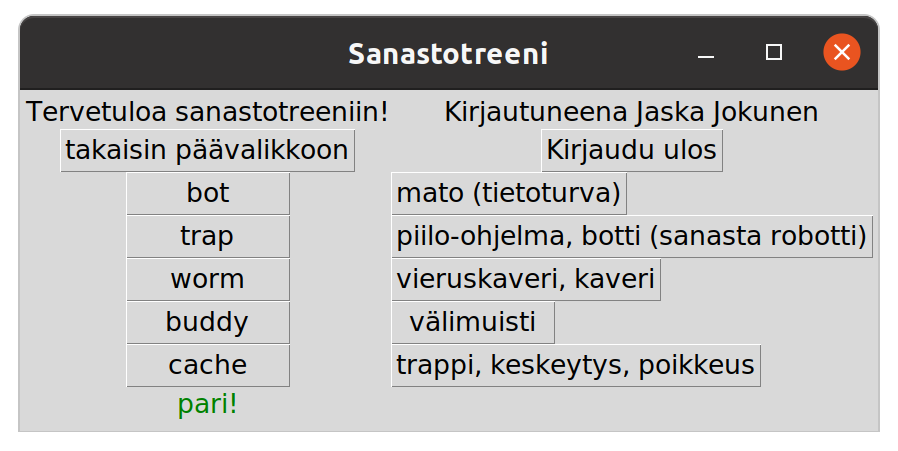 Sanastotreeni
Tervetuloa sanastotreeniin! Kirjautuneena Jaska Jokunen
takaisin päävalikkoon Kirjaudu ulos
bot mato (tietoturva)
trap piilo-ohjelma, botti (sanasta robotti)
worm vieruskaveri, kaveri
buddy välimuisti
cache trappi, keskeytys, poikkeus
pari!